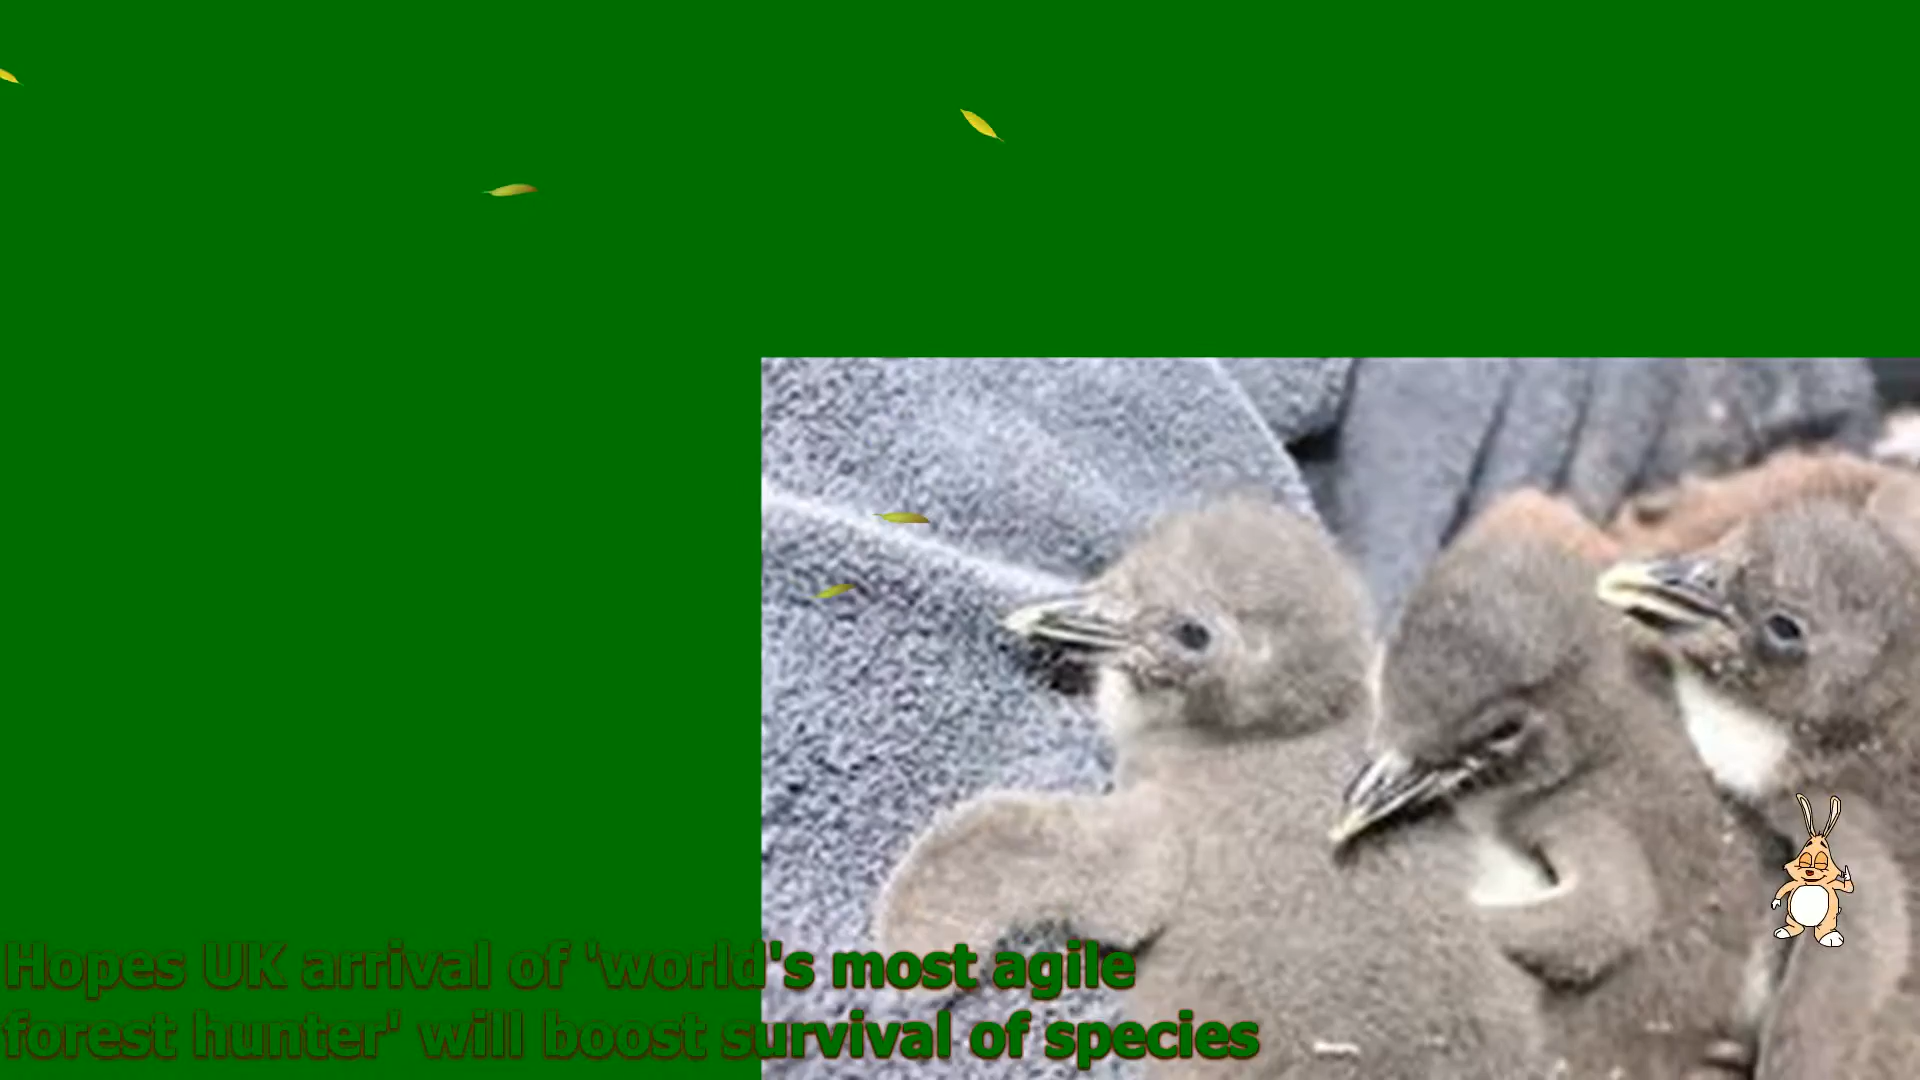 Hopes UK arrival of 'world's most agile
forest hunter' will boost survival of species